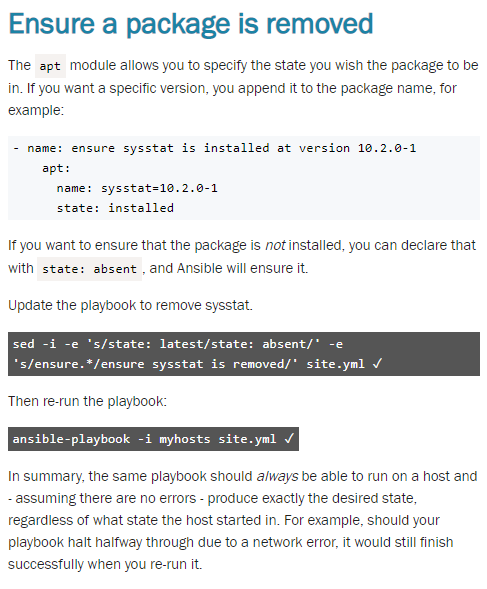 Ensure a package is removed
The apt module allows you to specify the state you wish the package to be
in. If you want a specific version, you append it to the package name, for
example:
- name: ensure sysstat is installed at version 10.2.0-1
    apt:
      name: sysstat=10.2.0-1
      state: installed
If you want to ensure that the package is not installed, you can declare that
with state: absent , and Ansible will ensure it.
Update the playbook to remove sysstat.
sed -i -e 's/state: latest/state: absent/' -e
's/ensure.*/ensure sysstat is removed/' site.yml ✓
Then re-run the playbook:
ansible-playbook -i myhosts site.yml ✓
In summary, the same playbook should always be able to run on a host and
- assuming there are no errors - produce exactly the desired state,
regardless of what state the host started in. For example, should your
playbook halt halfway through due to a network error, it would still finish
successfully when you re-run it.